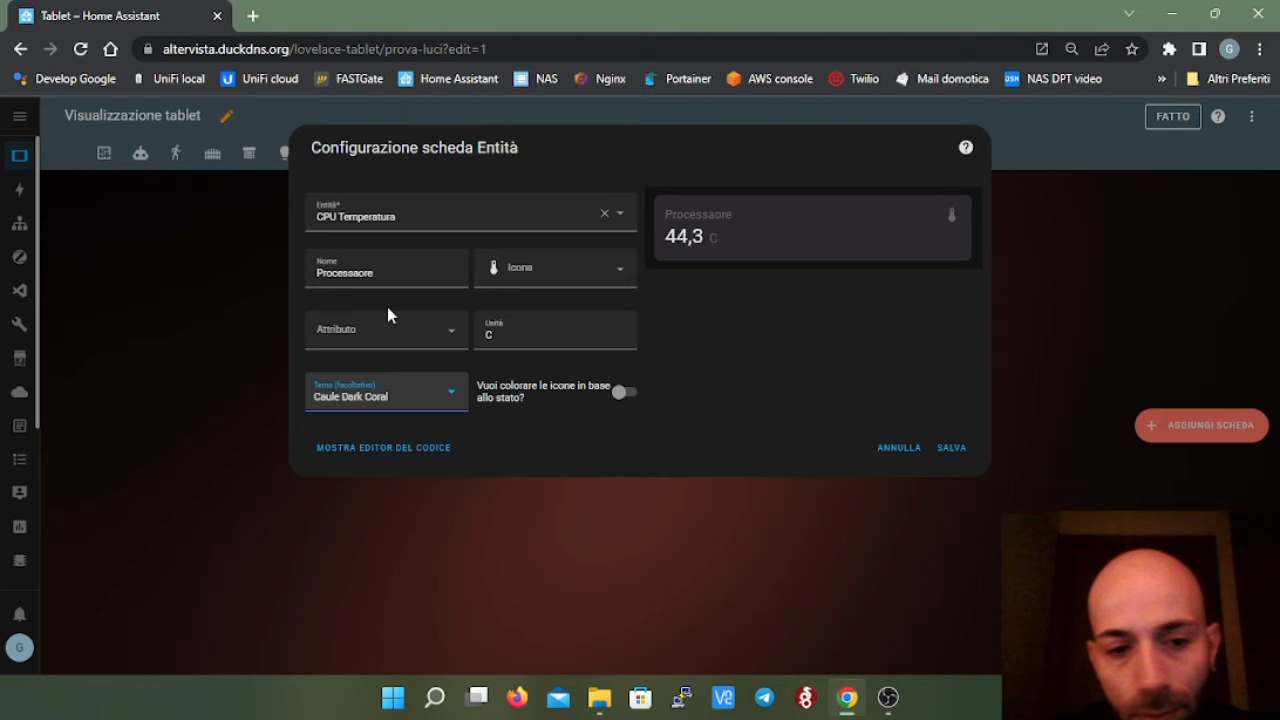 Tablet – Home Assistant
altervista.duckdns.org/lovelace-tablet/prova-luci?edit=1
G
Develop Google
UniFi local
UniFi cloud
FASTGate
Home Assistant
NAS
Nginx
Portainer
AWS console
Twilio
Mail domotica
DSM
NAS DPT video
»
Altri Preferiti
Visualizzazione tablet
FATTO
Configurazione scheda Entità
Entità*
CPU Temperatura
Processaore
44,3 C
Nome
Processaore
Icona
Attributo
Unità
C
Tema (facoltativo)
Caule Dark Coral
Vuoi colorare le icone in base
allo stato?
MOSTRA EDITOR DEL CODICE
ANNULLA
SALVA
+ AGGIUNGI SCHEDA
G